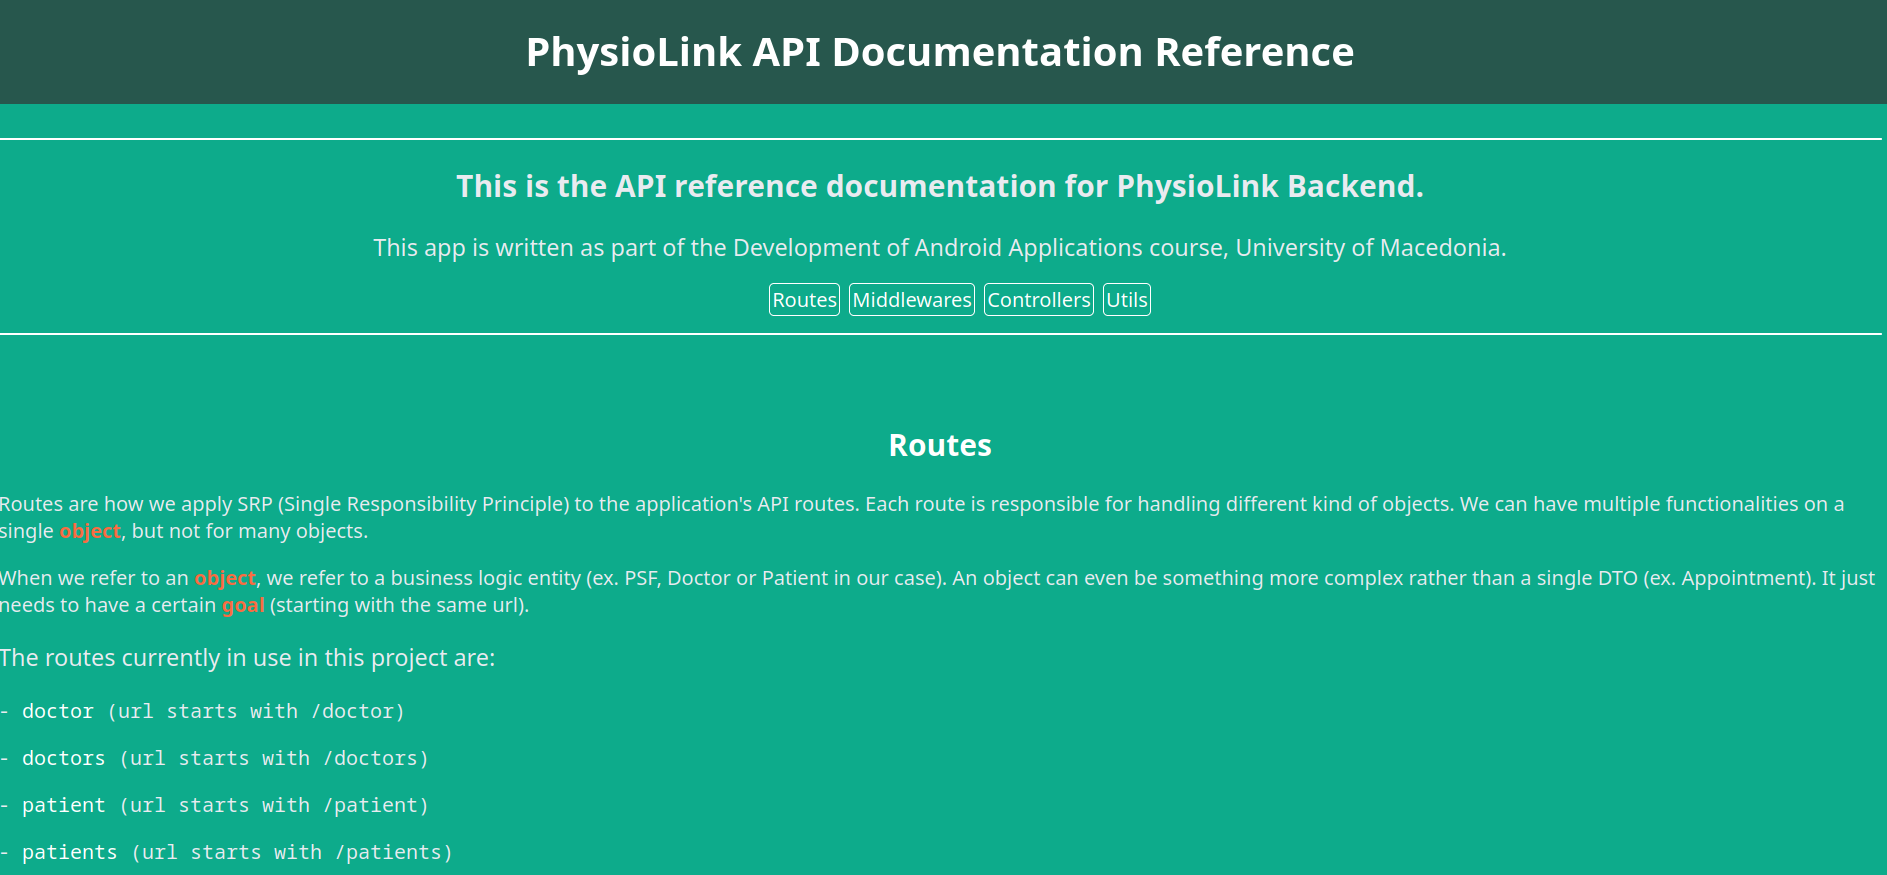 PhysioLink API Documentation Reference
This is the API reference documentation for PhysioLink Backend.
This app is written as part of the Development of Android Applications course, University of Macedonia.
Routes Middlewares Controllers Utils
Routes
Routes are how we apply SRP (Single Responsibility Principle) to the application's API routes. Each route is responsible for handling different kind of objects. We can have multiple functionalities on a
single object, but not for many objects.
When we refer to an object, we refer to a business logic entity (ex. PSF, Doctor or Patient in our case). An object can even be something more complex rather than a single DTO (ex. Appointment). It just
needs to have a certain goal (starting with the same url).
The routes currently in use in this project are:
- doctor (url starts with /doctor)
- doctors (url starts with /doctors)
- patient (url starts with /patient)
- patients (url starts with /patients)